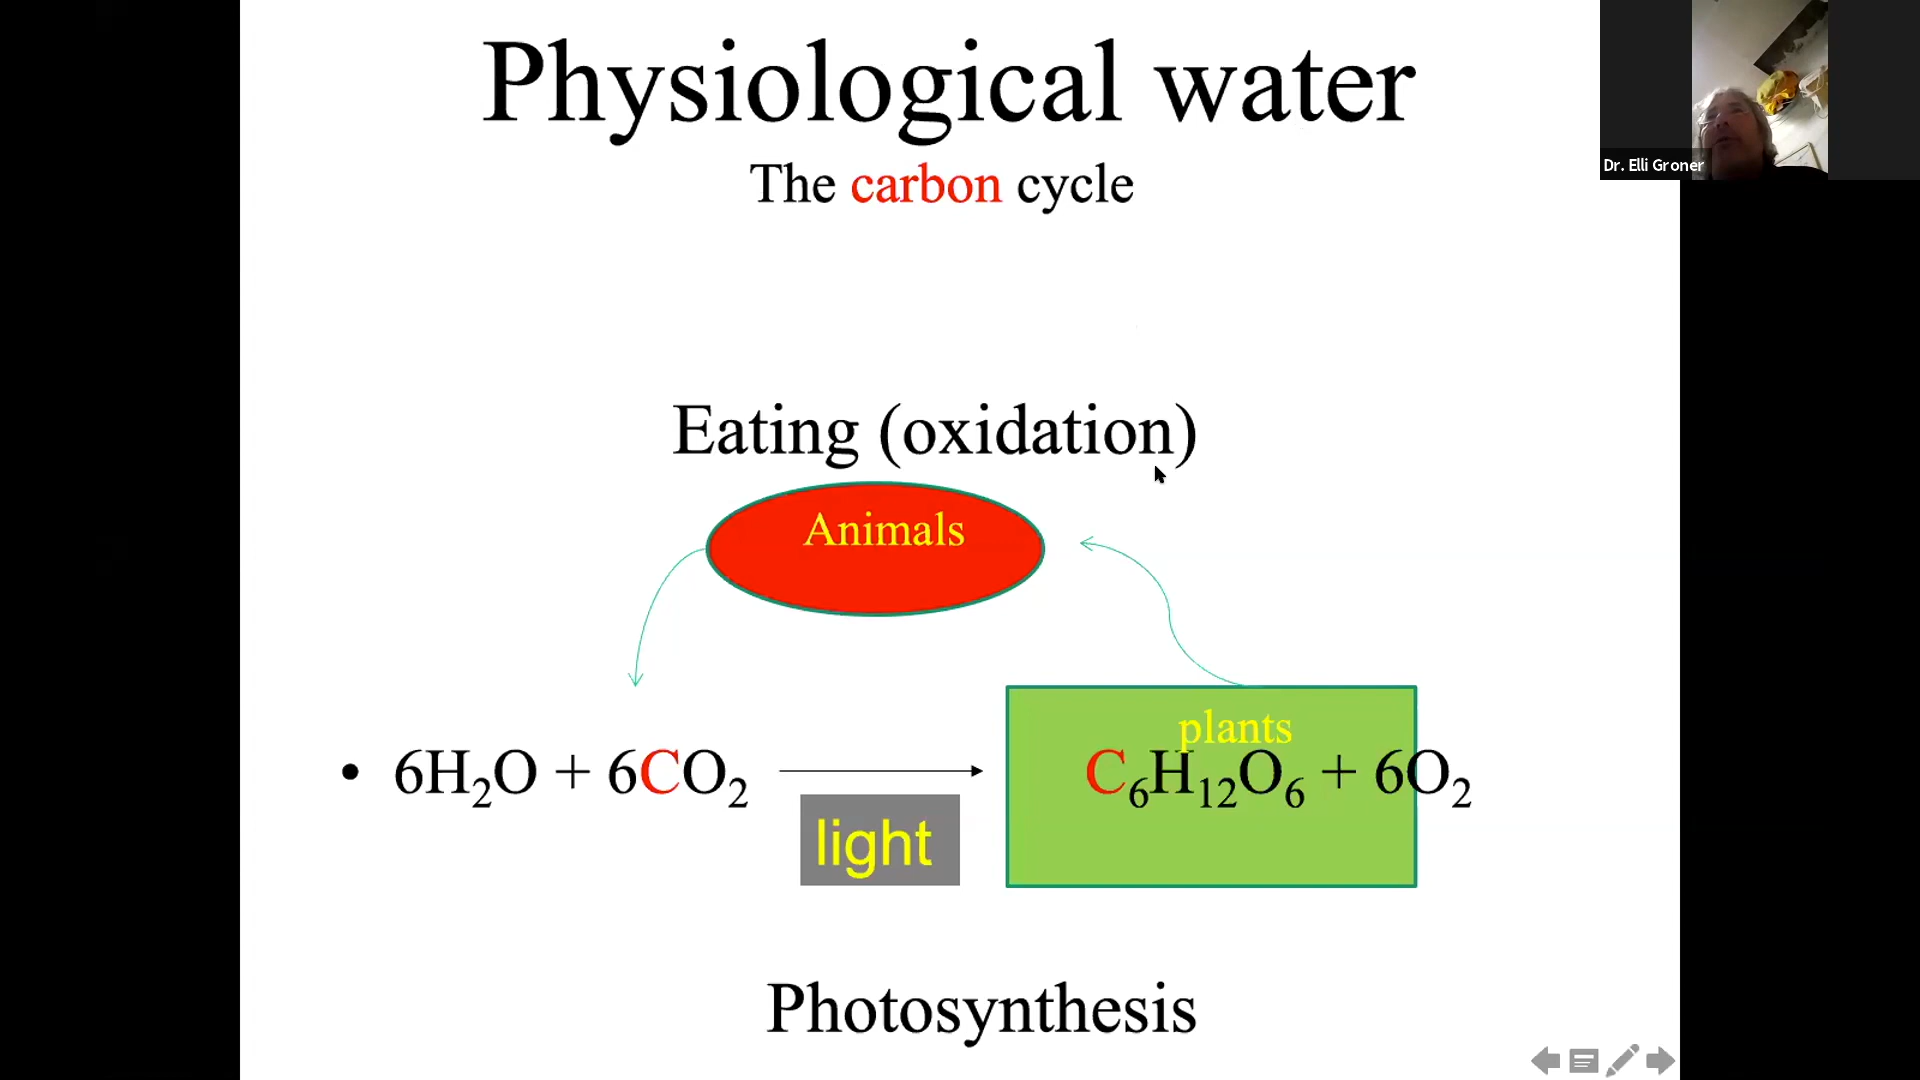 Physiological water
The carbon cycle
Dr. Elli Groner
Eating (oxidation)
Animals
plants
• 6H₂O + 6CO₂ C₆H₁₂O₆ + 6O₂
light
Photosynthesis